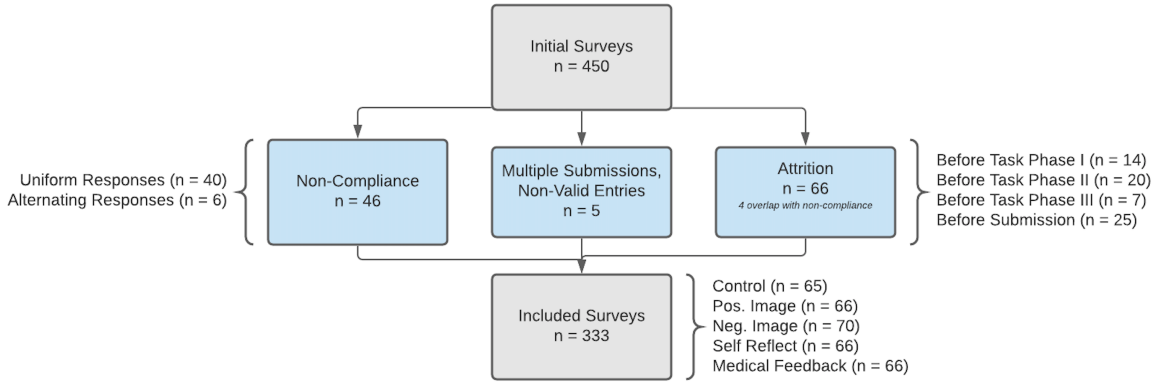 Initial Surveys
n = 450
Uniform Responses (n = 40)
Alternating Responses (n = 6)
Non-Compliance
n = 46
Multiple Submissions,
Non-Valid Entries
n = 5
Attrition
n = 66
4 overlap with non-compliance
Before Task Phase I (n = 14)
Before Task Phase II (n = 20)
Before Task Phase III (n = 7)
Before Submission (n = 25)
Included Surveys
n = 333
Control (n = 65)
Pos. Image (n = 66)
Neg. Image (n = 70)
Self Reflect (n = 66)
Medical Feedback (n = 66)